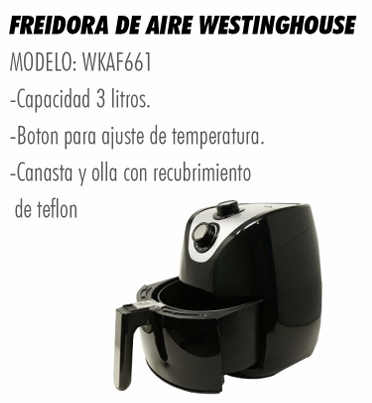 FREIDORA DE AIRE WESTINGHOUSE
MODELO: WKAF661
-Capacidad 3 litros.
-Boton para ajuste de temperatura.
-Canasta y olla con recubrimiento
de teflon